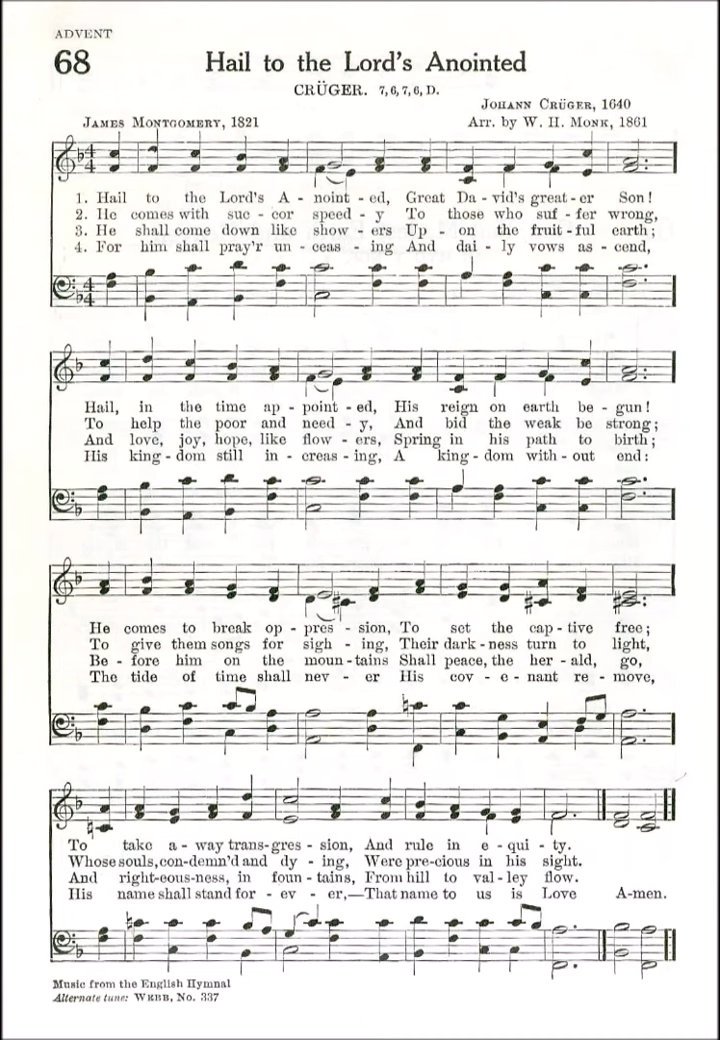 ADVENT
68 Hail to the Lord's Anointed
CRÜGER. 7,6,7,6, D.
JOHANN CRÜGER, 1640
JAMES MONTGOMERY, 1821 Arr. by W. H. MONK, 1861
1. Hail to the Lord's A - noint - ed, Great Da - vid's great - er Son!
2. He comes with suc - cor speed - y To those who suf - fer wrong,
3. He shall come down like show - ers Up - on the fruit - ful earth;
4. For him shall pray'r un - ceas - ing And dai - ly vows as - cend,
Hail, in the time ap - point - ed, His reign on earth be - gun!
To help the poor and need - y, And bid the weak be strong;
And love, joy, hope, like flow - ers, Spring in his path to birth;
His king - dom still in - creas - ing, A king - dom with - out end:
He comes to break op - pres - sion, To set the cap - tive free;
To give them songs for sigh - ing, Their dark - ness turn to light,
Be - fore him on the moun - tains Shall peace, the her - ald, go,
The tide of time shall nev - er His cov - e - nant re - move,
To take a - way trans - gres - sion, And rule in e - qui - ty.
Whose souls, con - demn'd and dy - ing, Were pre - cious in his sight.
And right - eous - ness, in foun - tains, From hill to val - ley flow.
His name shall stand for - ev - er,—That name to us is Love A-men.
Music from the English Hymnal
Alternate tune: WEBB, No. 337